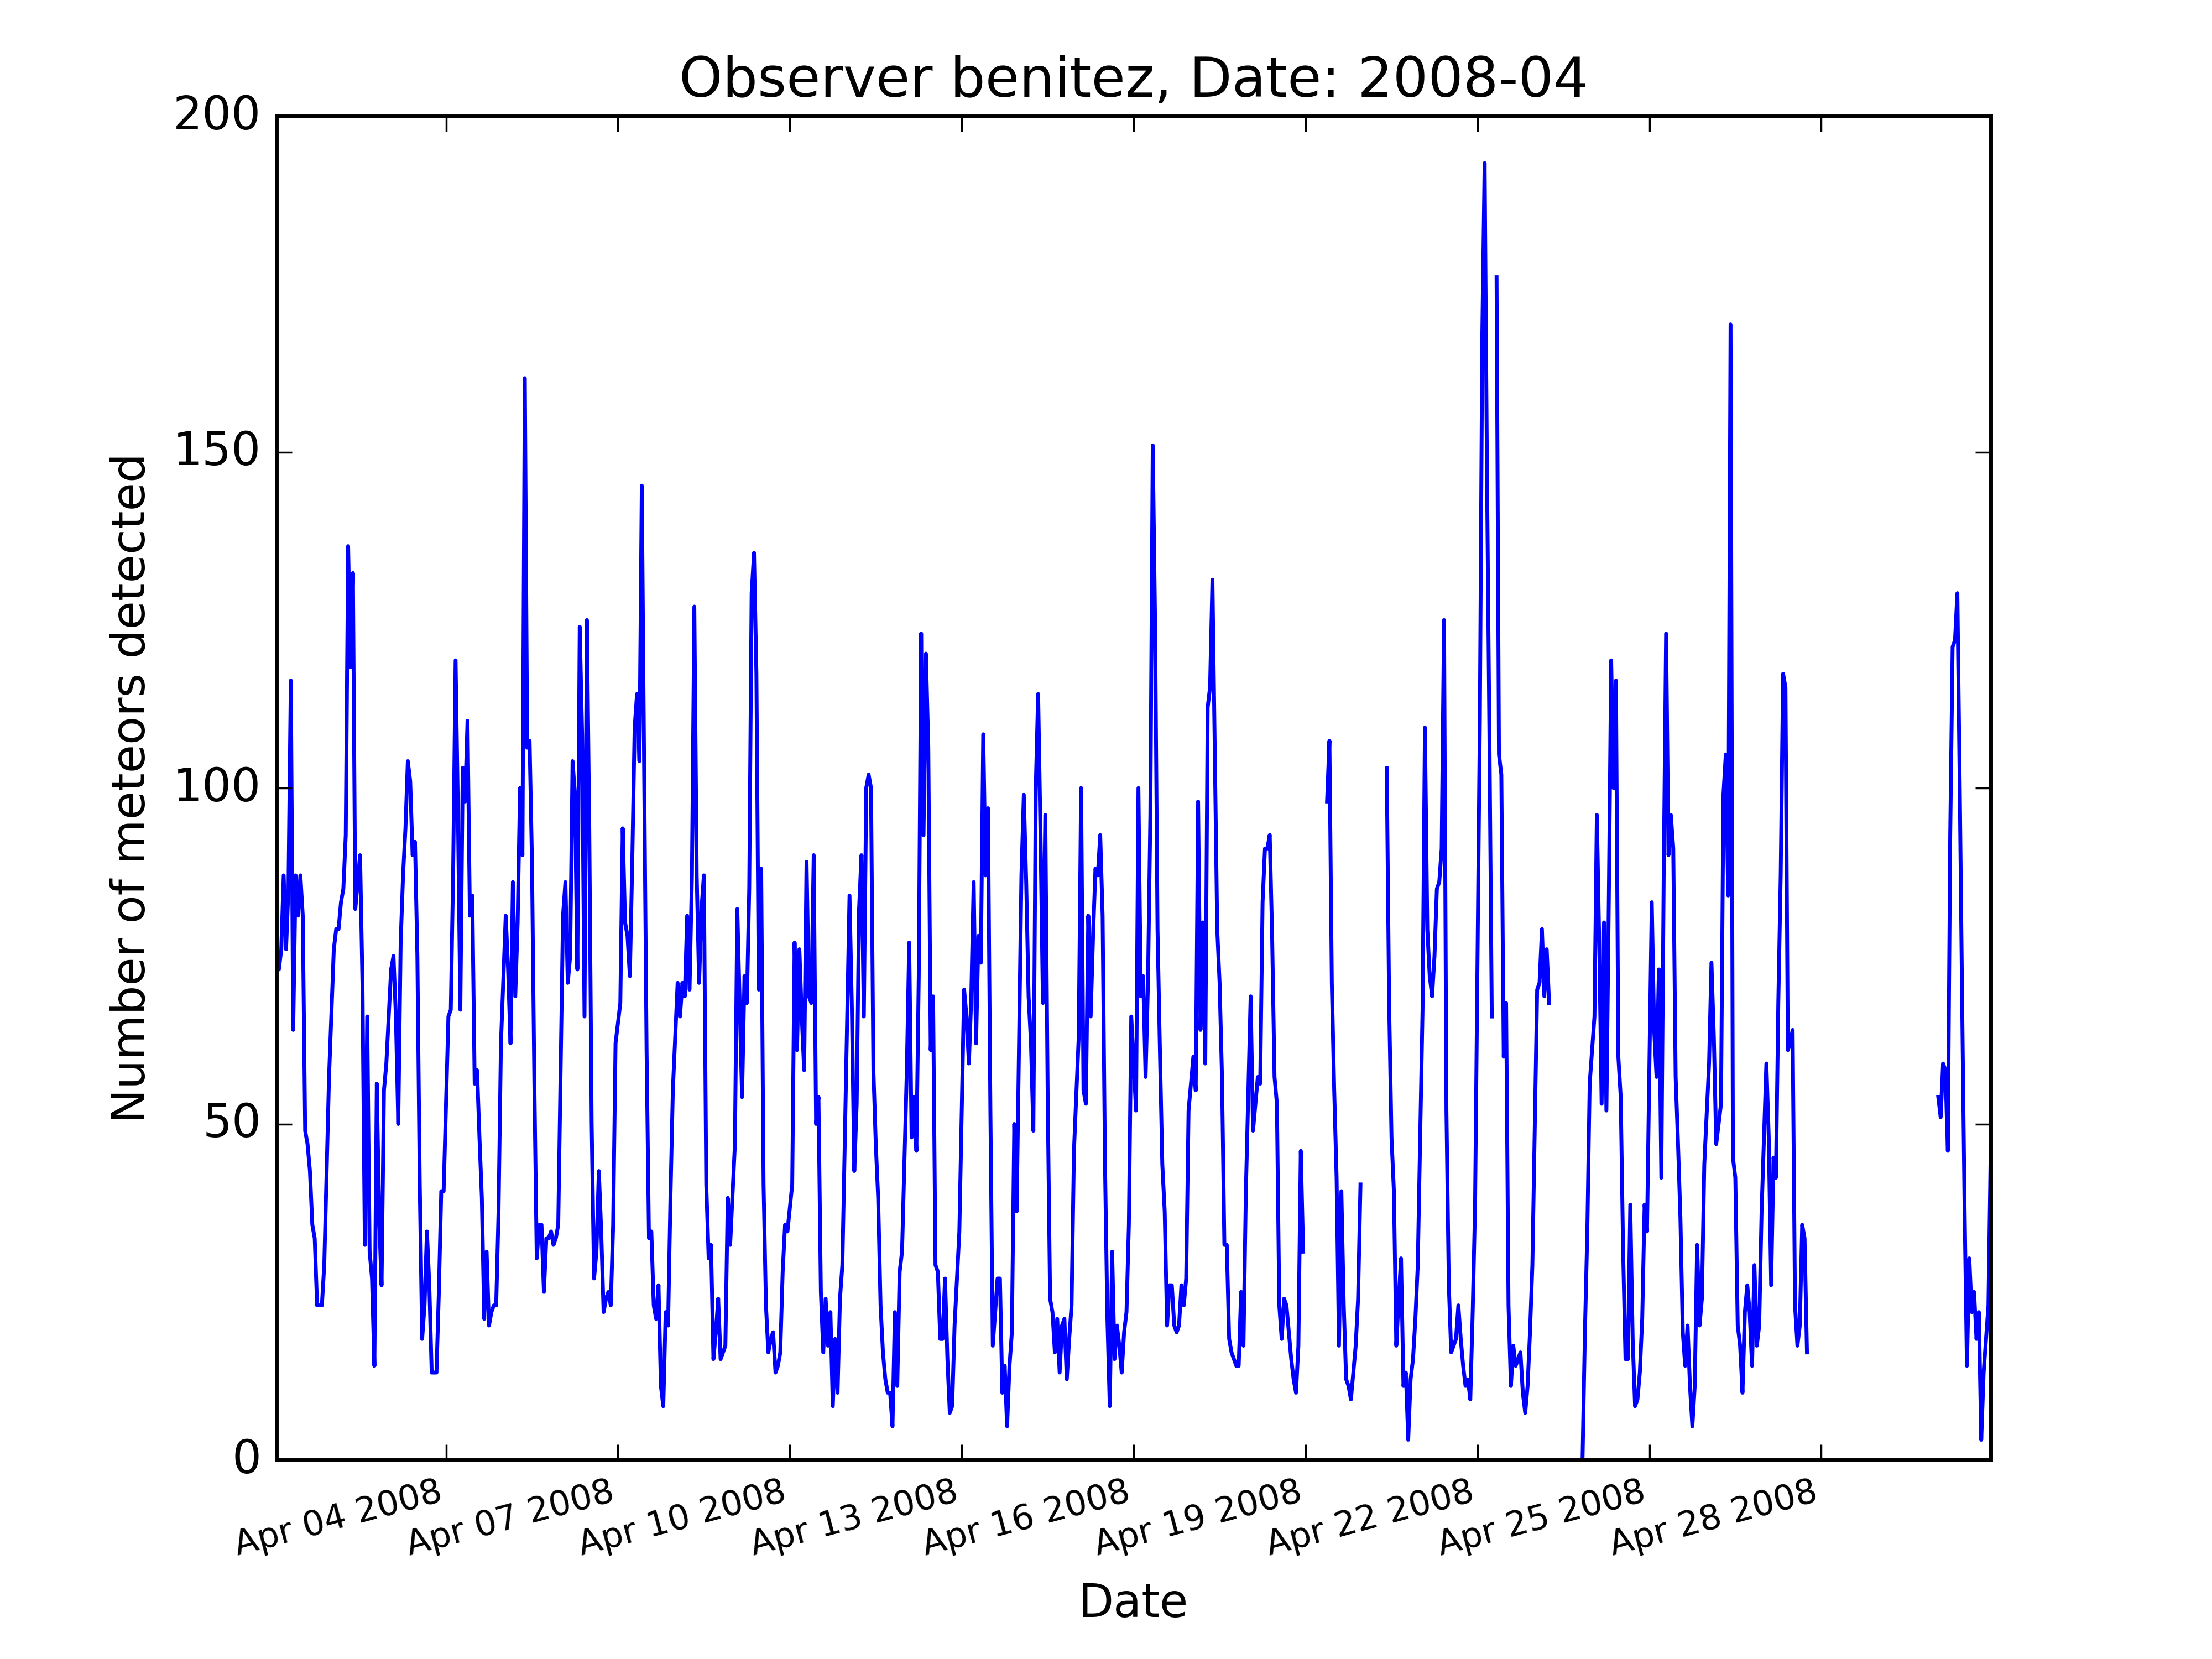 Observer benitez, Date: 2008-04
200
150
100
50
0
Number of meteors detected
Apr 04 2008
Apr 07 2008
Apr 10 2008
Apr 13 2008
Apr 16 2008
Apr 19 2008
Apr 22 2008
Apr 25 2008
Apr 28 2008
Date